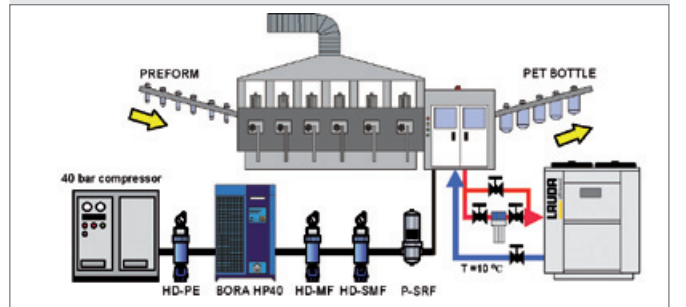 PREFORM
PET BOTTLE
40 bar compressor
LAUDA
T =10 °C
HD-PE
BORA HP40
HD-MF
HD-SMF
P-SRF